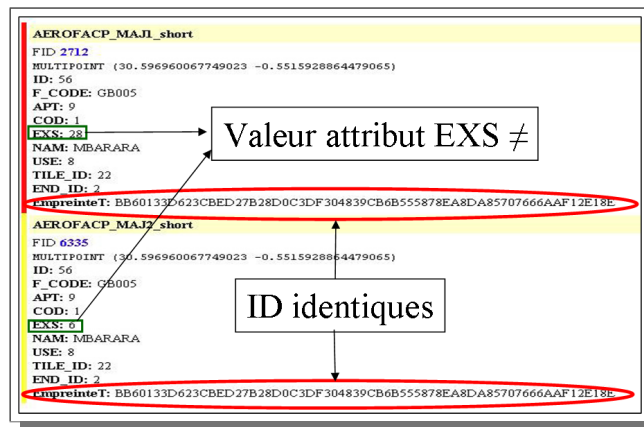 AEROFACP_MAJ1_short
FID 2712
MULTIPOINT (30.596960067749023 -0.5515928864479065)
ID: 56
F_CODE: GB005
APT: 9
COD: 1
EXS: 28
NAM: MBARARA
USE: 8
TILE_ID: 22
END_ID: 2
EmpreinteT: BB60133D623CBED27B28D0C3DF304839CB6B555878EA8DA85707666AAF12E18E
Valeur attribut EXS ≠
AEROFACP_MAJ2_short
FID 6335
MULTIPOINT (30.596960067749023 -0.5515928864479065)
ID: 56
F_CODE: GB005
APT: 9
COD: 1
EXS: 6
NAM: MBARARA
USE: 8
TILE_ID: 22
END_ID: 2
EmpreinteT: BB60133D623CBED27B28D0C3DF304839CB6B555878EA8DA85707666AAF12E18E
ID identiques